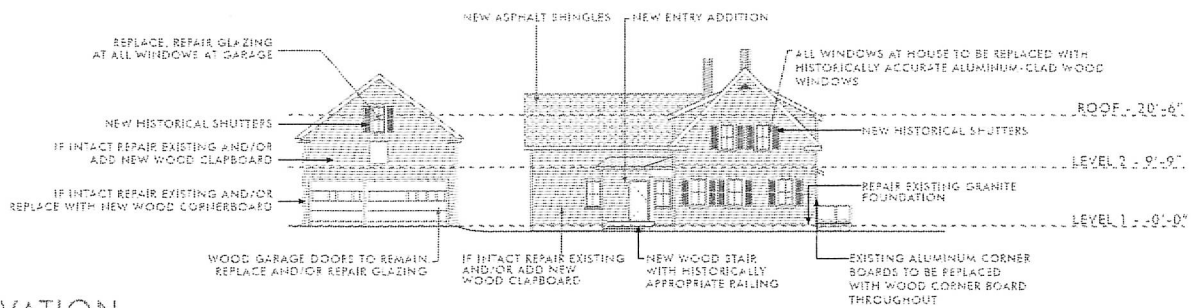 NEW ASPHALT SHINGLES
NEW ENTRY ADDITION
REPLACE, REPAIR GLAZING
AT ALL WINDOWS AT GARAGE
ALL WINDOWS AT HOUSE TO BE REPLACED WITH
HISTORICALLY ACCURATE ALUMINUM-CLAD WOOD
WINDOWS
ROOF - 20'-6"
NEW HISTORICAL SHUTTERS
NEW HISTORICAL SHUTTERS
IF INTACT REPAIR EXISTING AND/OR
ADD NEW WOOD CLAPBOARD
LEVEL 2 - 9'-9"
IF INTACT REPAIR EXISTING AND/OR
REPLACE WITH NEW WOOD CORNERBOARD
REPAIR EXISTING GRANITE
FOUNDATION
LEVEL 1 - -0'-0"
WOOD GARAGE DOORS TO REMAIN.
REPLACE AND/OR REPAIR GLAZING
IF INTACT REPAIR EXISTING
AND/OR ADD NEW
WOOD CLAPBOARD
NEW WOOD STAIR
WITH HISTORICALLY
APPROPRIATE RAILING
EXISTING ALUMINUM CORNER
BOARDS TO BE REPLACED
WITH WOOD CORNER BOARD
THROUGHOUT